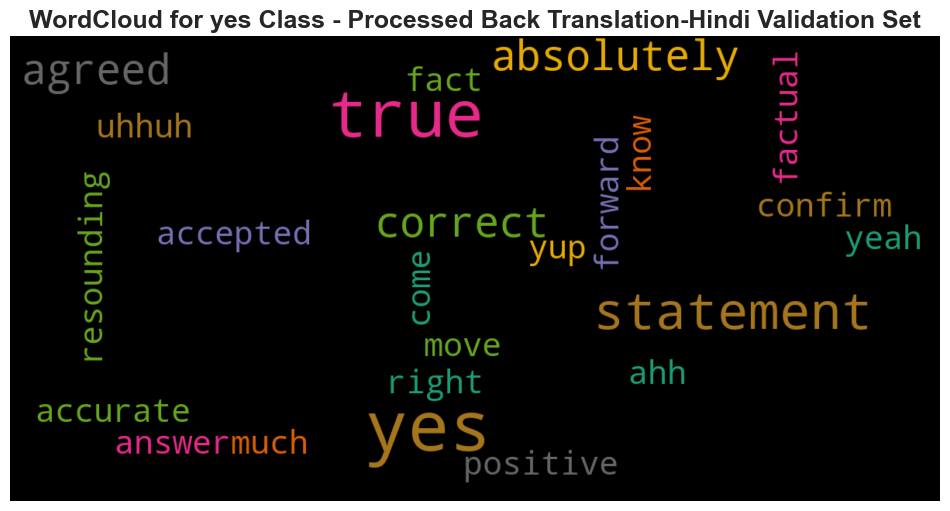 WordCloud for yes Class - Processed Back Translation-Hindi Validation Set
absolutely
agreed
fact
true
factual
uhhuh
know
forward
resounding
confirm
accepted
correct
yup
yeah
come
statement
move
right
ahh
accurate
yes
answer
much
positive